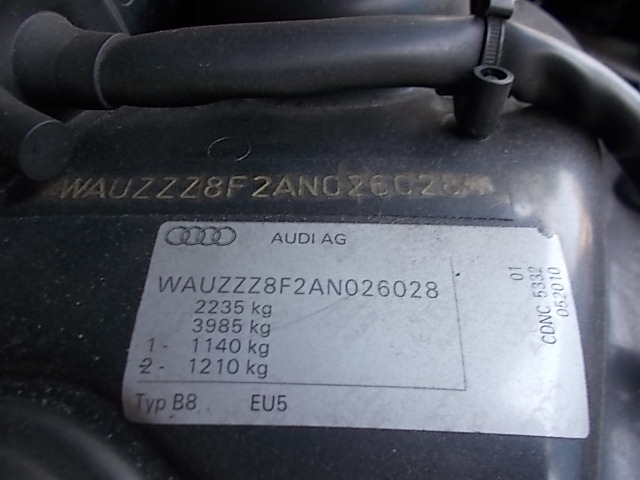 WAUZZZ8F2AN026028
AUDI AG
WAUZZZ8F2AN026028
2235 kg
3985 kg
1 - 1140 kg
2 - 1210 kg
Typ B8 EU5
01
CDNC 5332
052010